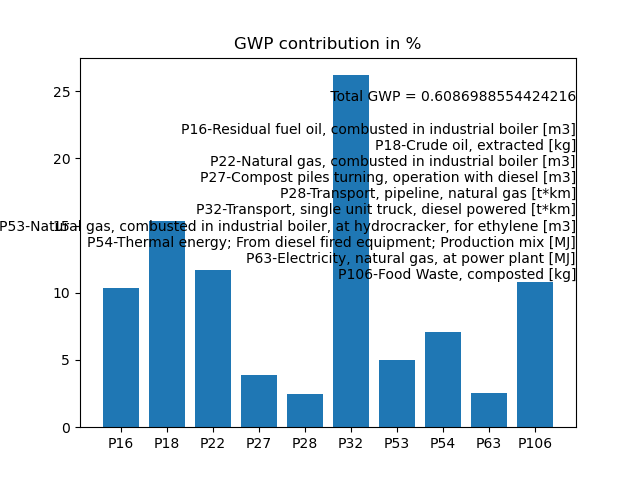 GWP contribution in %
25
20
15
10
5
0
Total GWP = 0.6086988554424216
P16-Residual fuel oil, combusted in industrial boiler [m3]
P18-Crude oil, extracted [kg]
P22-Natural gas, combusted in industrial boiler [m3]
P27-Compost piles turning, operation with diesel [m3]
P28-Transport, pipeline, natural gas [t*km]
P32-Transport, single unit truck, diesel powered [t*km]
P53-Natural gas, combusted in industrial boiler, at hydrocracker, for ethylene [m3]
P54-Thermal energy; From diesel fired equipment; Production mix [MJ]
P63-Electricity, natural gas, at power plant [MJ]
P106-Food Waste, composted [kg]
P16 P18 P22 P27 P28 P32 P53 P54 P63 P106